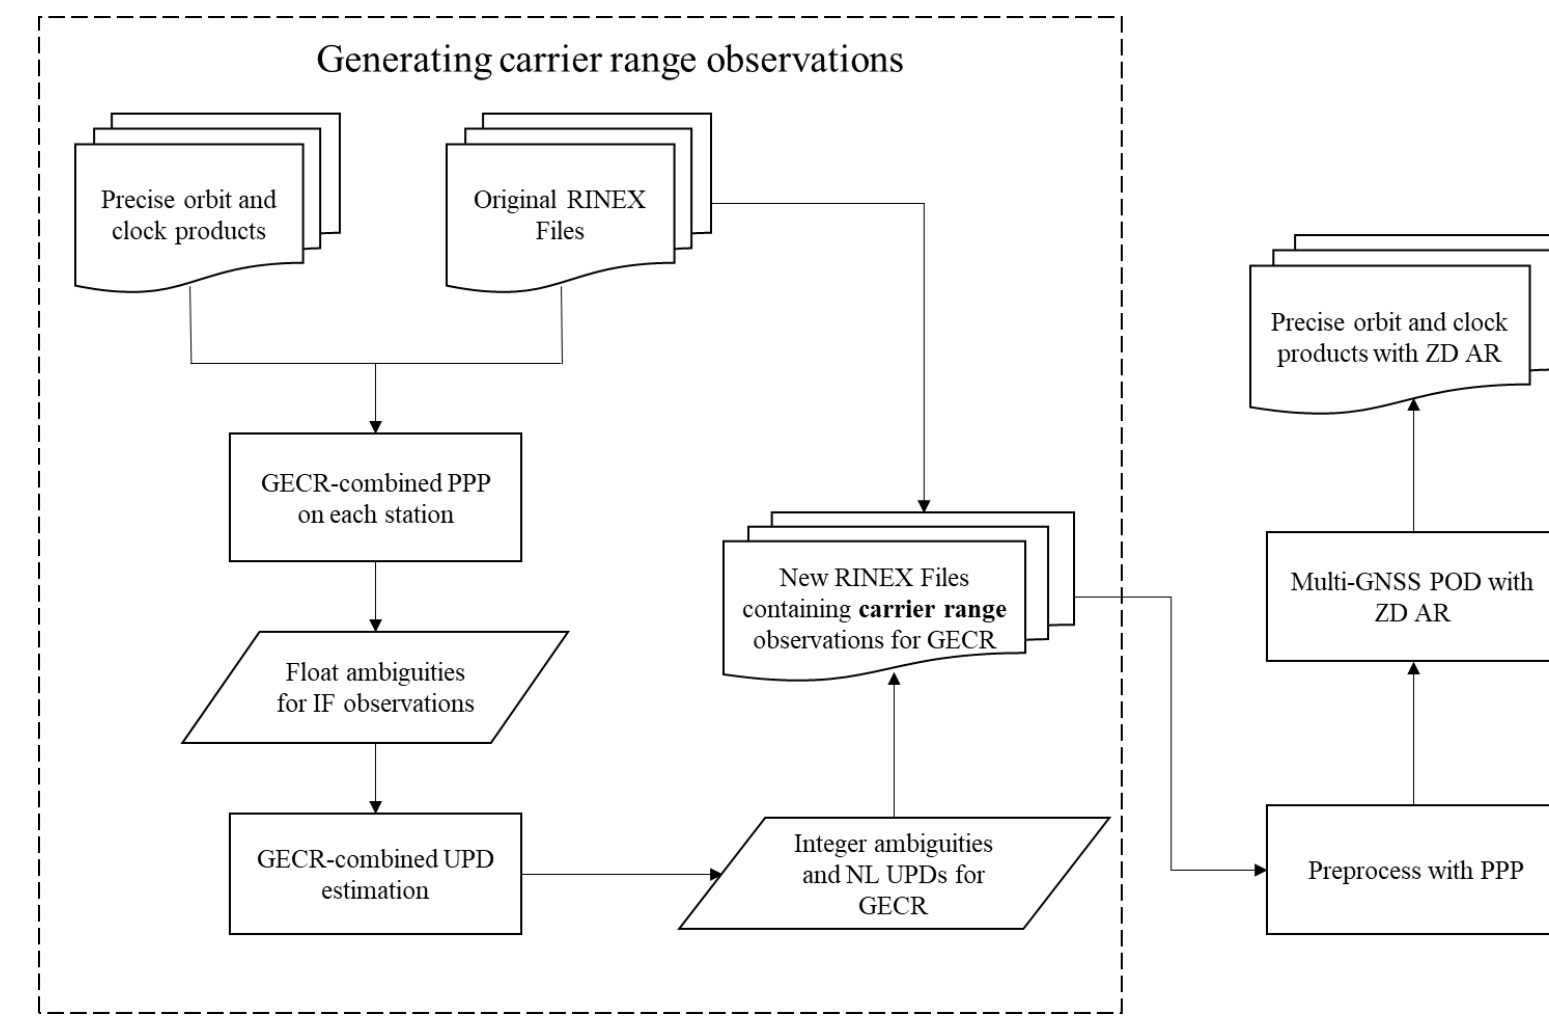 Generating carrier range observations
Precise orbit and
clock products
Original RINEX
Files
GECR-combined PPP
on each station
Float ambiguities
for IF observations
GECR-combined UPD
estimation
Integer ambiguities
and NL UPDs for
GECR
New RINEX Files
containing carrier range
observations for GECR
Preprocess with PPP
Multi-GNSS POD with
ZD AR
Precise orbit and clock
products with ZD AR